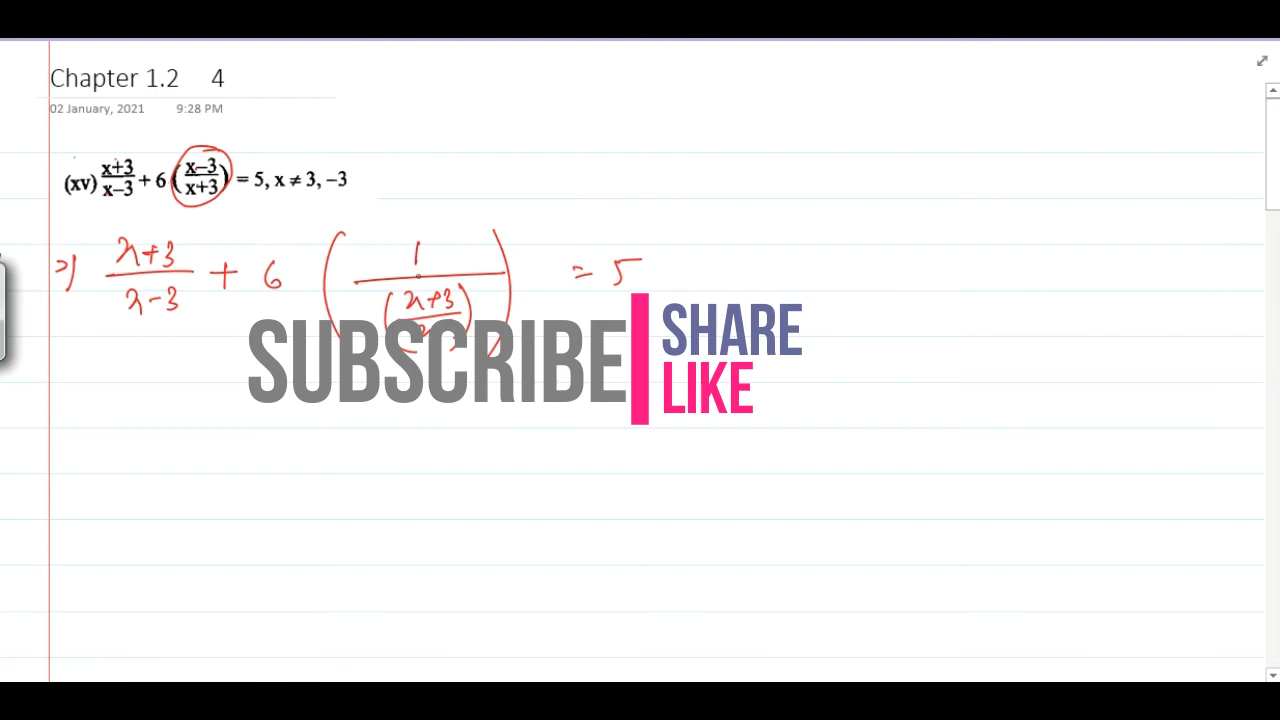 Chapter 1.2 4
02 January, 2021 9:28 PM
(xv) x+3/x–3 + 6 (x–3/x+3) = 5, x ≠ 3, –3
⇒) x+3/x-3 + 6 (1/(x+3/)) = 5
SUBSCRIBE
SHARE
LIKE